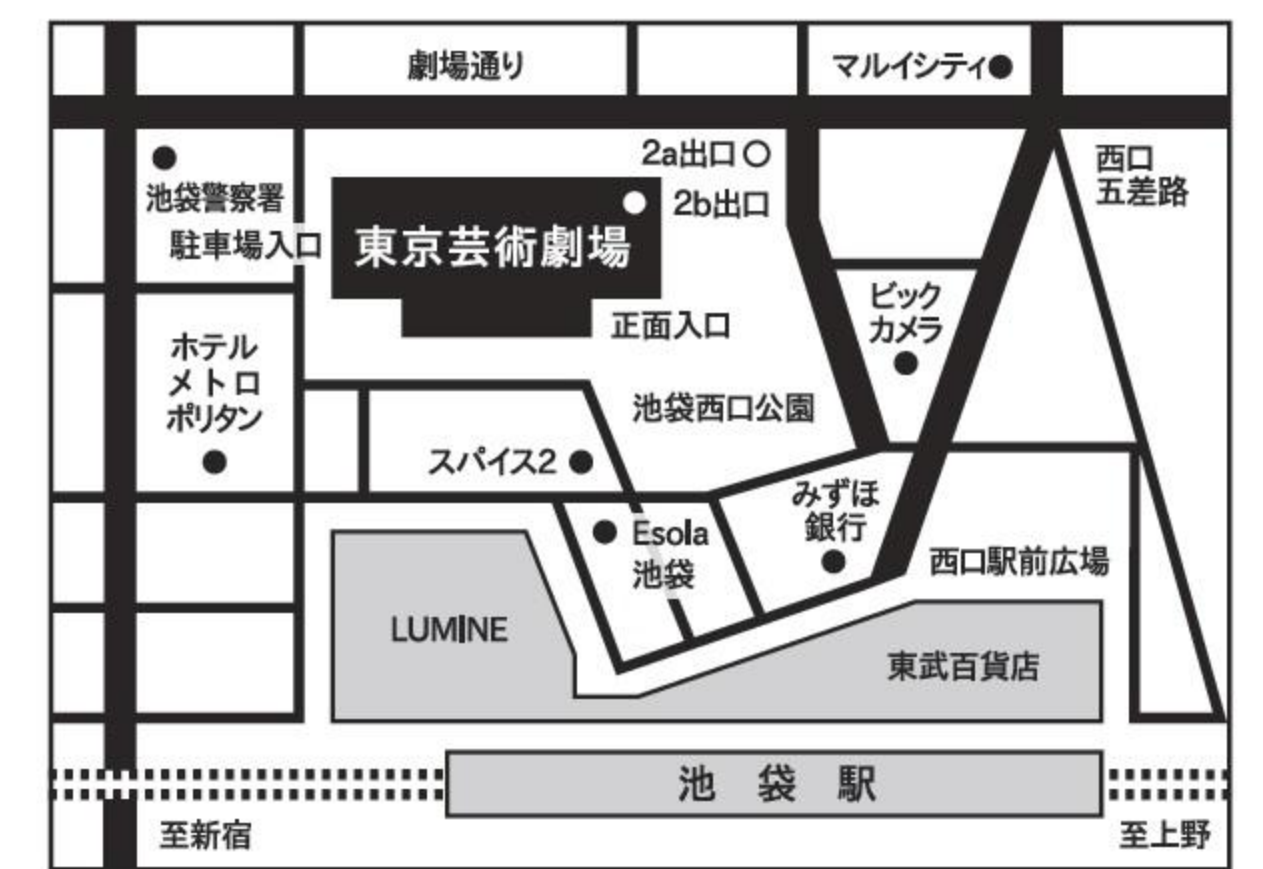 劇場通り
マルイシティ
2a出口
西口
五差路
池袋警察署
2b出口
駐車場入口
東京芸術劇場
ビック
カメラ
正面入口
ホテル
メトロ
ポリタン
池袋西口公園
スパイス2
みずほ
銀行
Esola
池袋
西口駅前広場
LUMINE
東武百貨店
池袋駅
至新宿
至上野